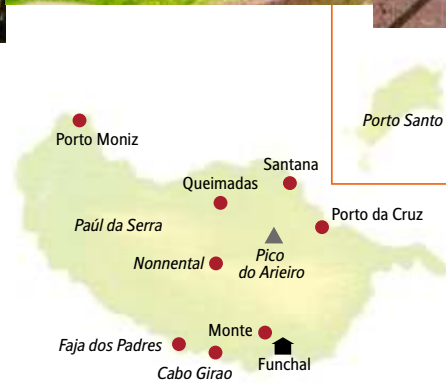 Porto Santo
Porto Moniz
Santana
Queimadas
Porto da Cruz
Paúl da Serra
Pico
do Arieiro
Nonnental
Monte
Faja dos Padres
Funchal
Cabo Girao